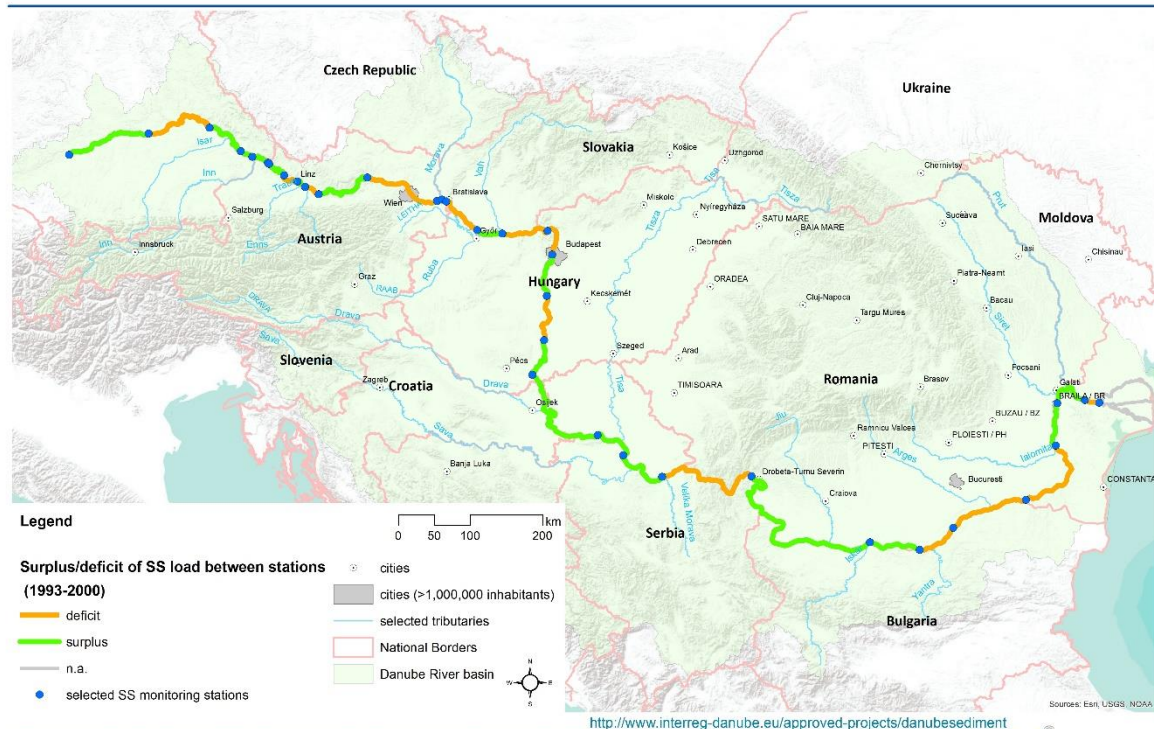 Czech Republic
Ukraine
Slovakia
Moldova
Austria
Hungary
Slovenia
Croatia
Romania
Serbia
Bulgaria
Isar
Inn
Linz
Salzburg
Inn
Innsbruck
Enns
Wien
LEITHA
Morava
Bratislava
Vah
Győr
Graz
RAAB
Ruba
Budapest
Košice
Uzhgorod
Tisa
Tisza
Miskolc
Nyíregyháza
Tisza
SATU MARE
BAIA MARE
Debrecen
ORADEA
Kecskemét
Cluj-Napoca
Targu Mures
Chernivtsy
Prut
Suceava
Iasi
Chisinau
Piatra-Neamt
Bacau
Siret
DRAVA
Drava
Sava
Zagreb
Pécs
Szeged
Arad
Tisa
TIMISOARA
Drava
Osijek
Sava
Banja Luka
Brasov
Focsani
Galati
BRAILA / BR
BUZAU / BZ
Jiu
Ramnicu Valcea
PITESTI
PLOIESTI / PH
Arges
Ialomita
Bucuresti
CONSTANTA
Drobeta-Turnu Severin
Craiova
Velika Morava
Yantra
Legend
Surplus/deficit of SS load between stations
(1993-2000)
deficit
surplus
n.a.
selected SS monitoring stations
0 50 100 200
km
cities
cities (>1,000,000 inhabitants)
selected tributaries
National Borders
Danube River basin
N
W E
S
Sources: Esri, USGS, NOAA
http://www.interreg-danube.eu/approved-projects/danubesediment